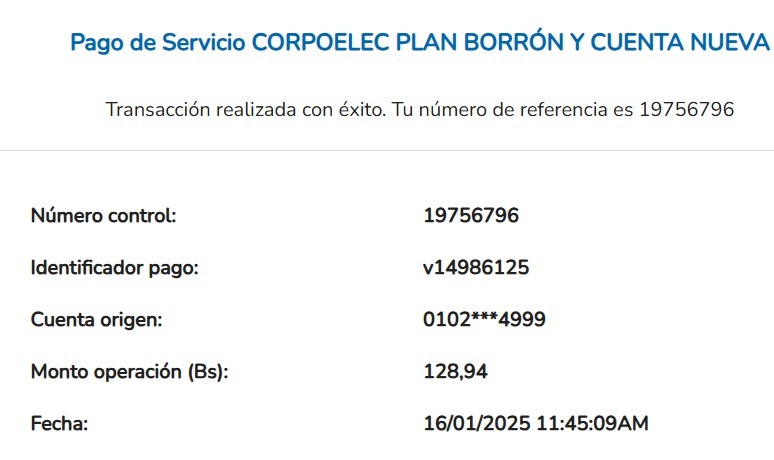 Pago de Servicio CORPOELEC PLAN BORRÓN Y CUENTA NUEVA
Transacción realizada con éxito. Tu número de referencia es 19756796
Número control: 19756796
Identificador pago: v14986125
Cuenta origen: 0102***4999
Monto operación (Bs): 128,94
Fecha: 16/01/2025 11:45:09AM